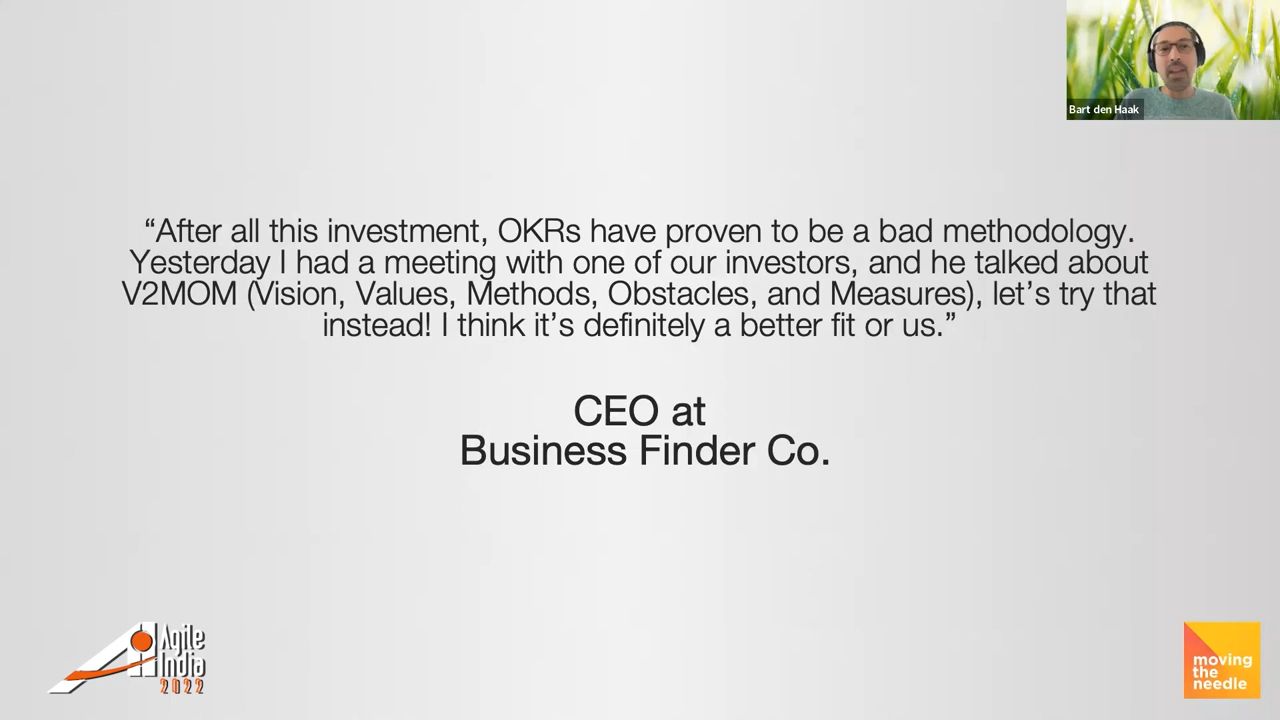 Bart den Haak
“After all this investment, OKRs have proven to be a bad methodology.
Yesterday I had a meeting with one of our investors, and he talked about
V2MOM (Vision, Values, Methods, Obstacles, and Measures), let’s try that
instead! I think it’s definitely a better fit or us.”
CEO at
Business Finder Co.
Agile
India
2022
moving
the
needle